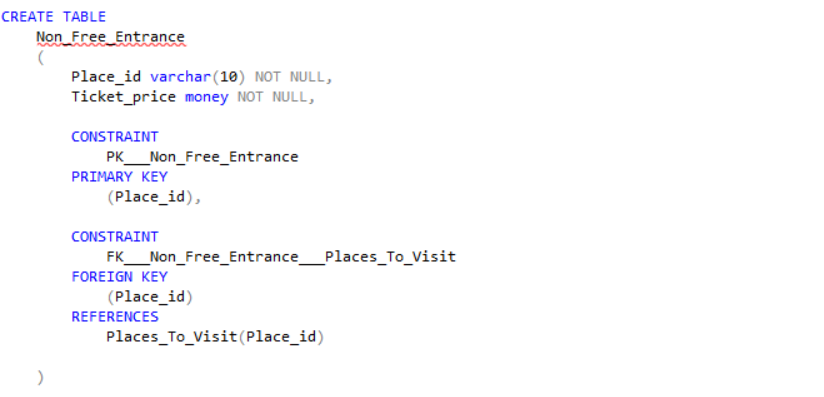 CREATE TABLE
Non_Free_Entrance
(
Place_id varchar(10) NOT NULL,
Ticket_price money NOT NULL,
CONSTRAINT
PK___Non_Free_Entrance
PRIMARY KEY
(Place_id),
CONSTRAINT
FK___Non_Free_Entrance___Places_To_Visit
FOREIGN KEY
(Place_id)
REFERENCES
Places_To_Visit(Place_id)
)